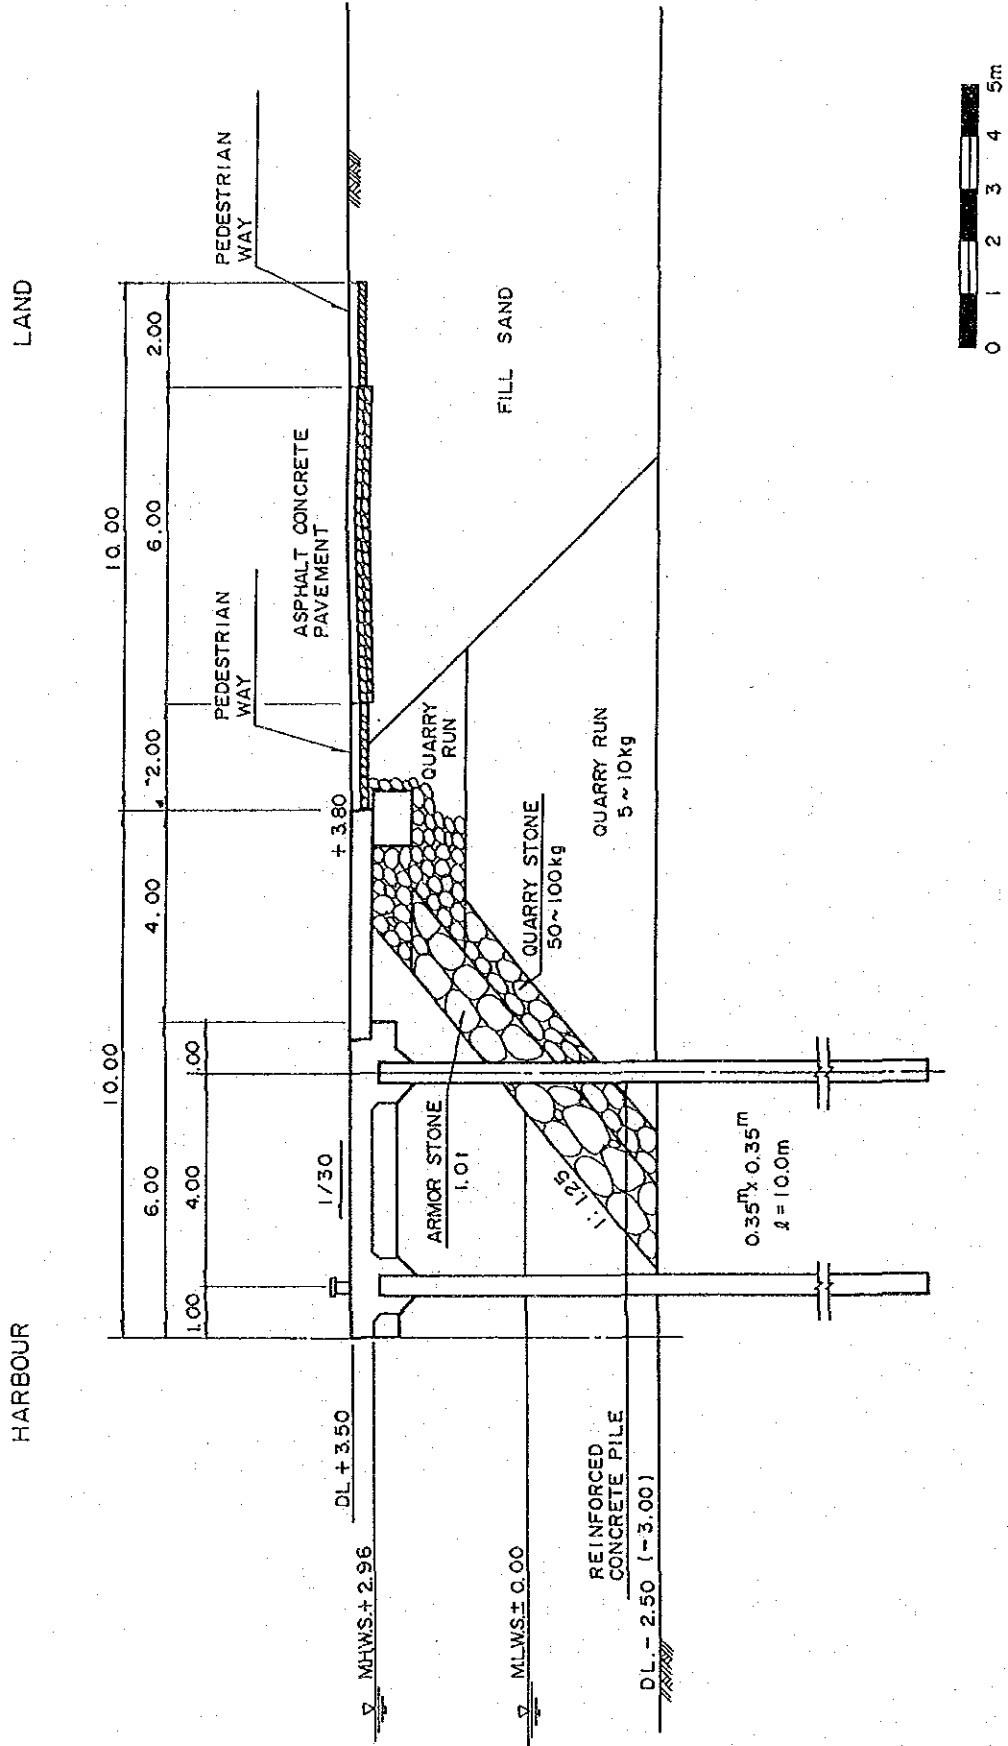 HARBOUR
LAND
10.00
10.00
6.00
4.00
2.00
6.00
2.00
1.00
4.00
1.00
PEDESTRIAN
WAY
PEDESTRIAN
WAY
ASPHALT CONCRETE
PAVEMENT
1/30
+3.80
DL +3.50
M.H.W.S.+2.96
QUARRY
RUN
FILL SAND
ARMOR STONE
1.0t
QUARRY STONE
50~100kg
M.L.W.S.± 0.00
1:1.25
QUARRY RUN
5~10kg
REINFORCED
CONCRETE PILE
DL.-2.50 (-3.00)
0.35m x 0.35m
ℓ = 10.0m
0 1 2 3 4 5m